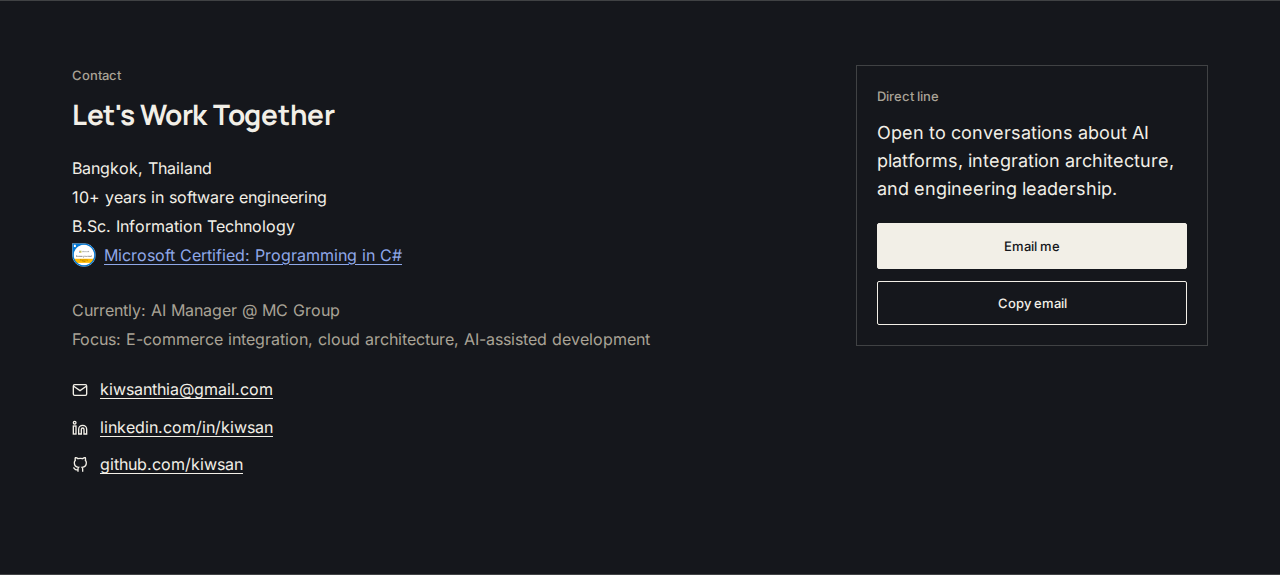 Contact
Let's Work Together
Bangkok, Thailand
10+ years in software engineering
B.Sc. Information Technology
Microsoft Certified: Programming in C#
Currently: AI Manager @ MC Group
Focus: E-commerce integration, cloud architecture, AI-assisted development
kiwsanthia@gmail.com
linkedin.com/in/kiwsan
github.com/kiwsan
Direct line
Open to conversations about AI
platforms, integration architecture,
and engineering leadership.
Email me
Copy email